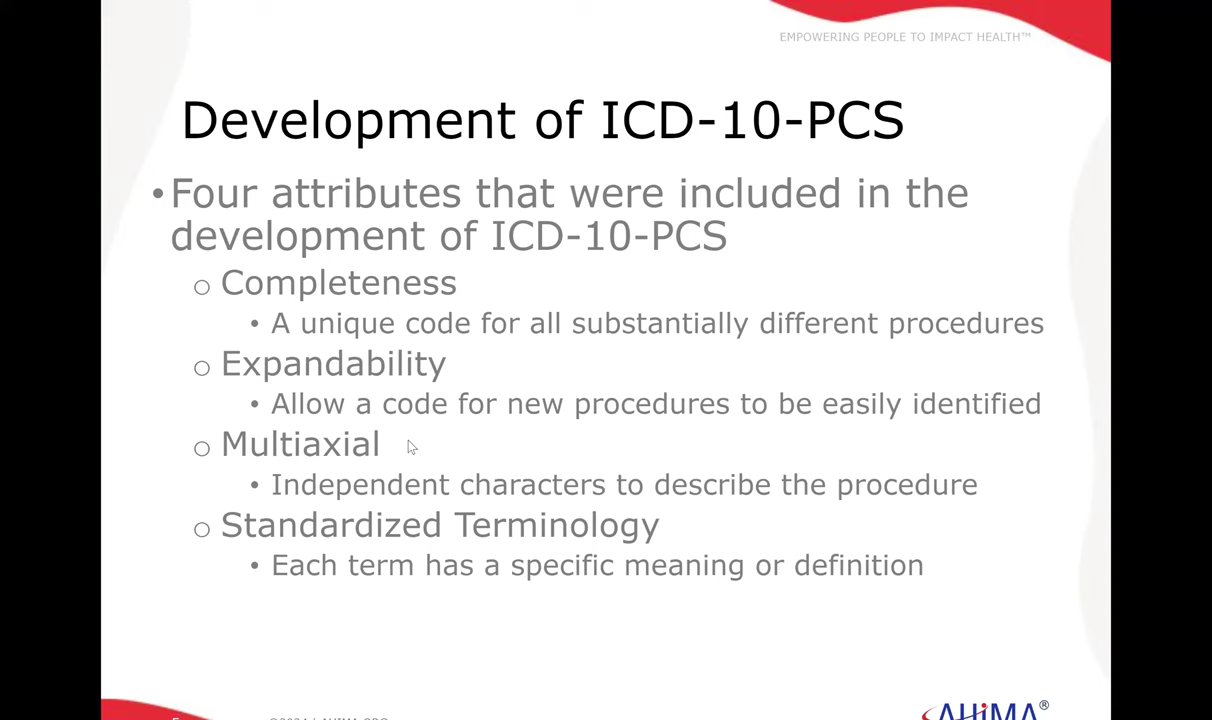 EMPOWERING PEOPLE TO IMPACT HEALTH™
Development of ICD-10-PCS
•Four attributes that were included in the
development of ICD-10-PCS
o Completeness
• A unique code for all substantially different procedures
o Expandability
• Allow a code for new procedures to be easily identified
o Multiaxial
• Independent characters to describe the procedure
o Standardized Terminology
• Each term has a specific meaning or definition
AHIMA®